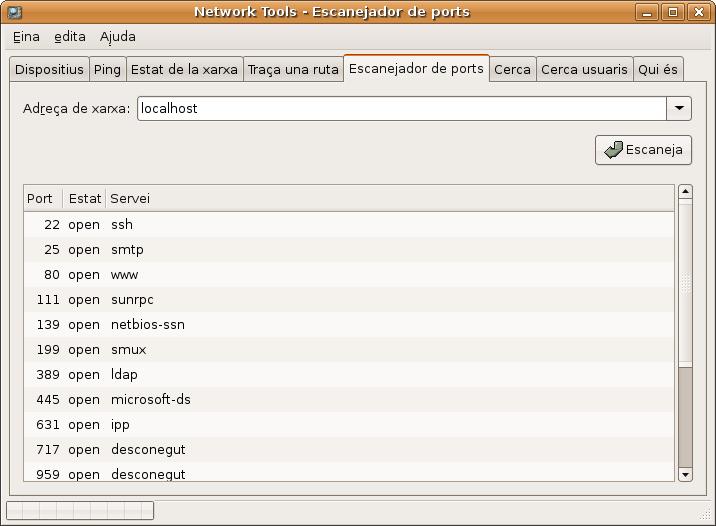 Network Tools - Escanejador de ports
Eina edita Ajuda
Dispositius Ping Estat de la xarxa Traça una ruta Escanejador de ports Cerca Cerca usuaris Qui és
Adreça de xarxa: localhost
Escaneja
Port Estat Servei
22 open ssh
25 open smtp
80 open www
111 open sunrpc
139 open netbios-ssn
199 open smux
389 open ldap
445 open microsoft-ds
631 open ipp
717 open desconegut
959 open desconegut